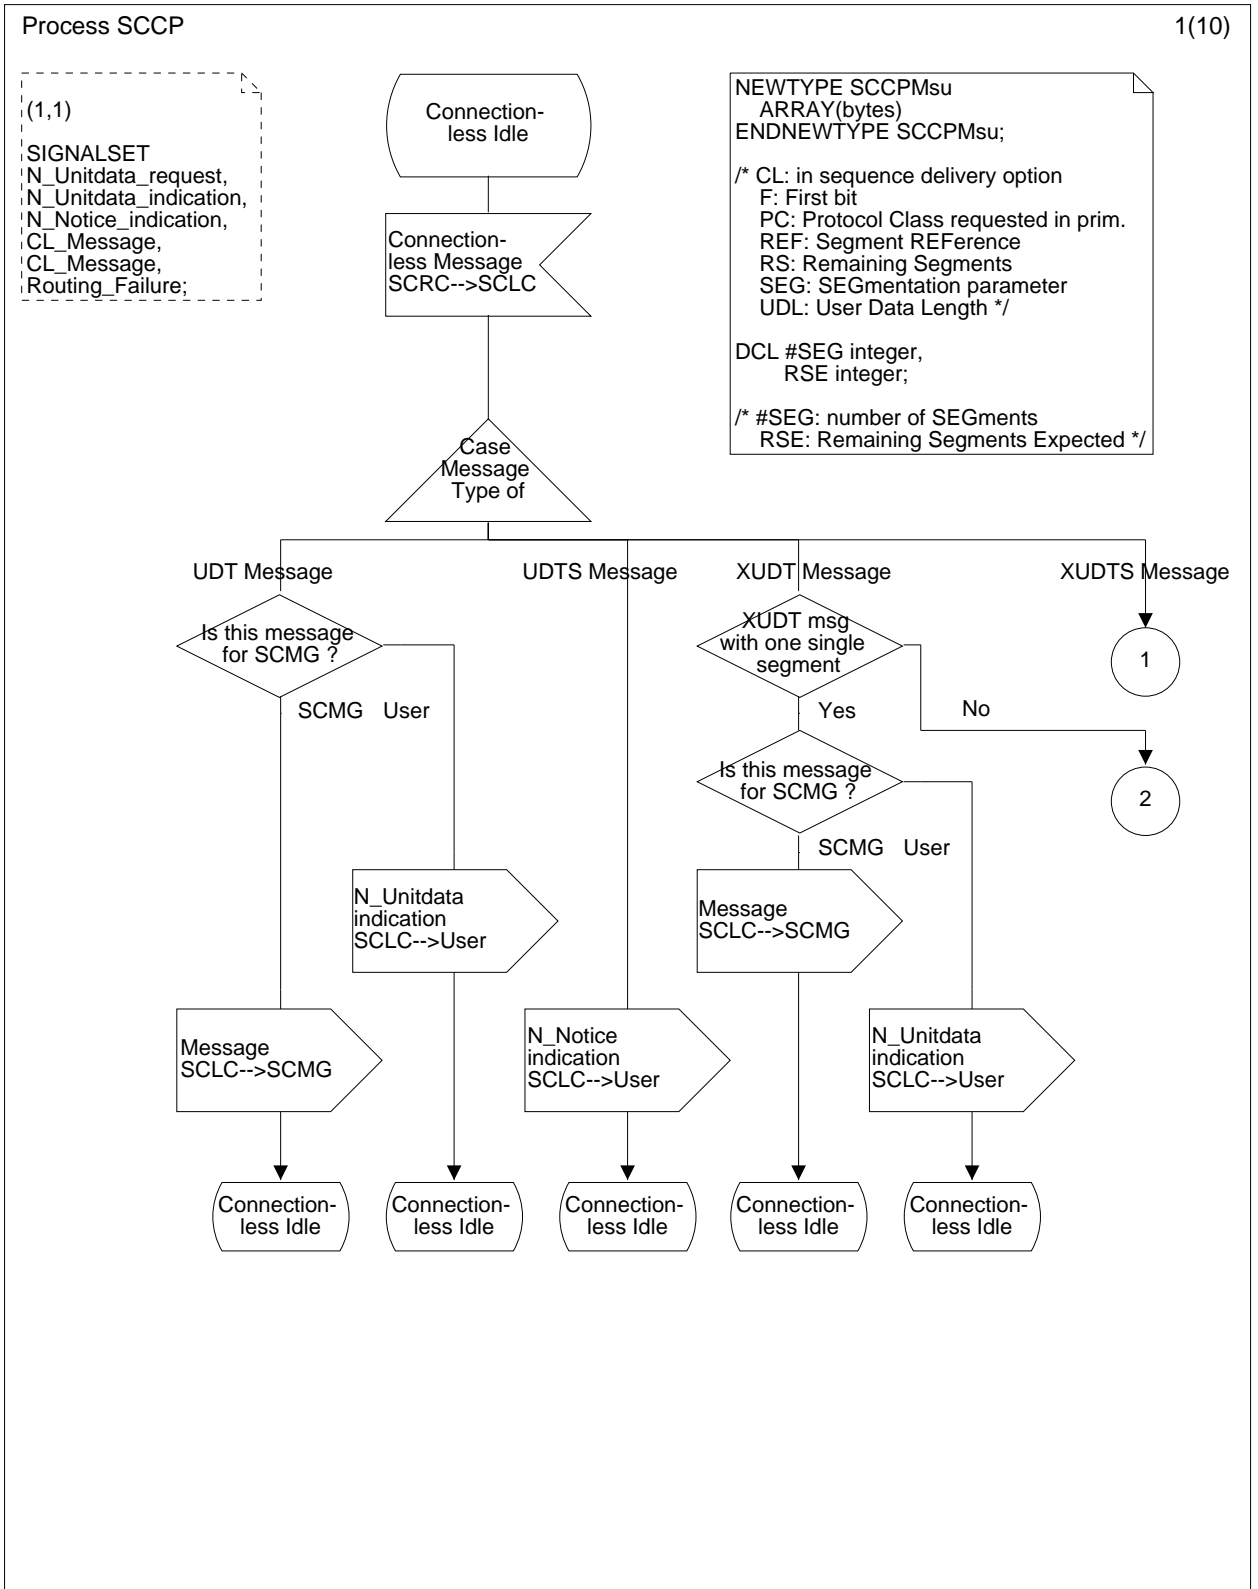 Process SCCP
1(10)
(1,1)
SIGNALSET
N_Unitdata_request,
N_Unitdata_indication,
N_Notice_indication,
CL_Message,
CL_Message,
Routing_Failure;
Connection-
less Idle
NEWTYPE SCCPMsu
ARRAY(bytes)
ENDNEWTYPE SCCPMsu;
/* CL: in sequence delivery option
F: First bit
PC: Protocol Class requested in prim.
REF: Segment REFerence
RS: Remaining Segments
SEG: SEGmentation parameter
UDL: User Data Length */
DCL #SEG integer,
RSE integer;
/* #SEG: number of SEGments
RSE: Remaining Segments Expected */
Connection-
less Message
SCRC-->SCLC
Case
Message
Type of
UDT Message
UDTS Message
XUDT Message
XUDTS Message
Is this message
for SCMG ?
XUDT msg
with one single
segment
1
SCMG
User
Yes
No
Is this message
for SCMG ?
2
SCMG
User
N_Unitdata
indication
SCLC-->User
Message
SCLC-->SCMG
Message
SCLC-->SCMG
N_Notice
indication
SCLC-->User
N_Unitdata
indication
SCLC-->User
Connection-
less Idle
Connection-
less Idle
Connection-
less Idle
Connection-
less Idle
Connection-
less Idle